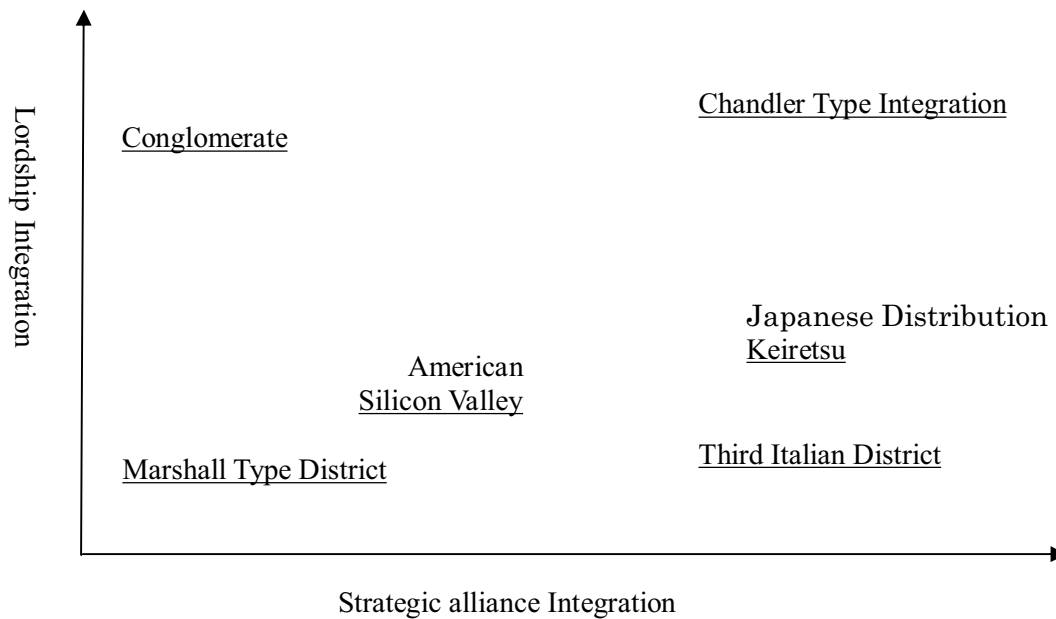 Lordship Integration
Chandler Type Integration
Conglomerate
Japanese Distribution
Keiretsu
American
Silicon Valley
Third Italian District
Marshall Type District
Strategic alliance Integration